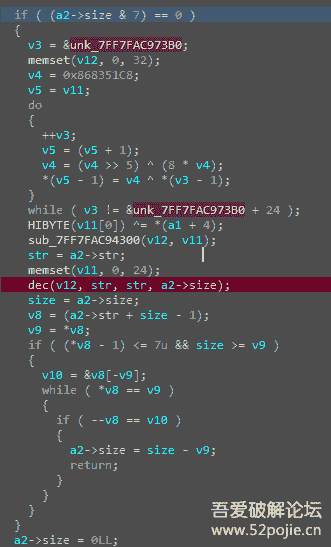 if ( (a2->size & 7) == 0 )
{
v3 = &unk_7FF7FAC973B0;
memset(v12, 0, 32);
v4 = 0x868351C8;
v5 = v11;
do
{
++v3;
v5 = (v5 + 1);
v4 = (v4 >> 5) ^ (8 * v4);
*(v5 - 1) = v4 ^ *(v3 - 1);
}
while ( v3 != &unk_7FF7FAC973B0 + 24 );
HIBYTE(v11[0]) ^= *(a1 + 4);
sub_7FF7FAC94300(v12, v11);
str = a2->str;
memset(v11, 0, 24);
dec(v12, str, str, a2->size);
size = a2->size;
v8 = (a2->str + size - 1);
v9 = *v8;
if ( (*v8 - 1) <= 7u && size >= v9 )
{
v10 = &v8[-v9];
while ( *v8 == v9 )
{
if ( --v8 == v10 )
{
a2->size = size - v9;
return;
}
}
}
}
a2->size = 0LL;
吾爱破解论坛
www.52pojie.cn